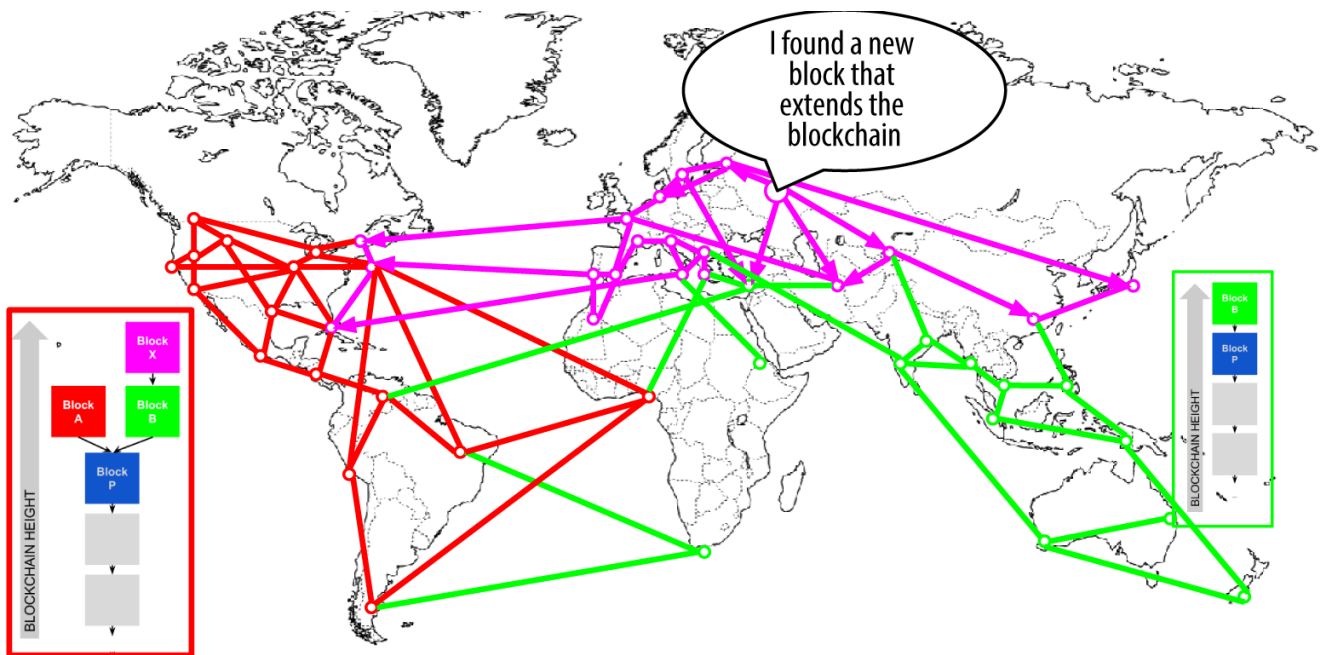 I found a new
block that
extends the
blockchain
BLOCKCHAIN HEIGHT
Block
X
Block
A
Block
B
Block
P
BLOCKCHAIN HEIGHT
Block
B
Block
P